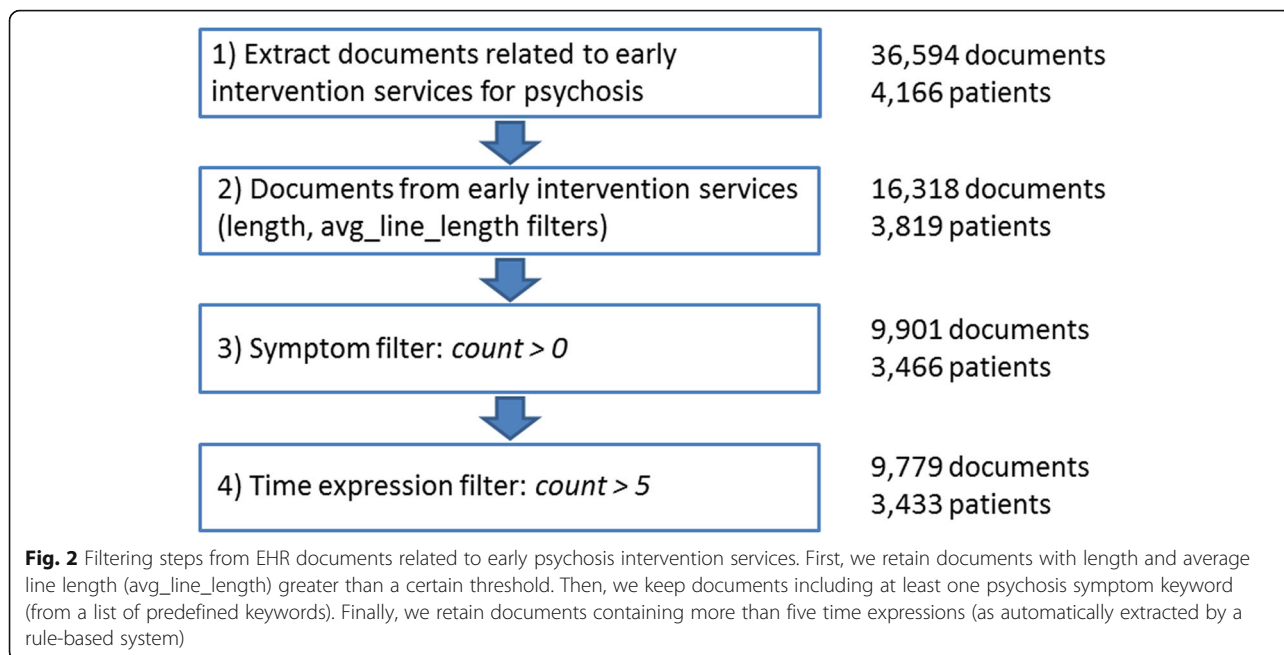 1) Extract documents related to early
intervention services for psychosis
36,594 documents
4,166 patients
2) Documents from early intervention services
(length, avg_line_length filters)
16,318 documents
3,819 patients
3) Symptom filter: count > 0
9,901 documents
3,466 patients
4) Time expression filter: count > 5
9,779 documents
3,433 patients
Fig. 2 Filtering steps from EHR documents related to early psychosis intervention services. First, we retain documents with length and average
line length (avg_line_length) greater than a certain threshold. Then, we keep documents including at least one psychosis symptom keyword
(from a list of predefined keywords). Finally, we retain documents containing more than five time expressions (as automatically extracted by a
rule-based system)